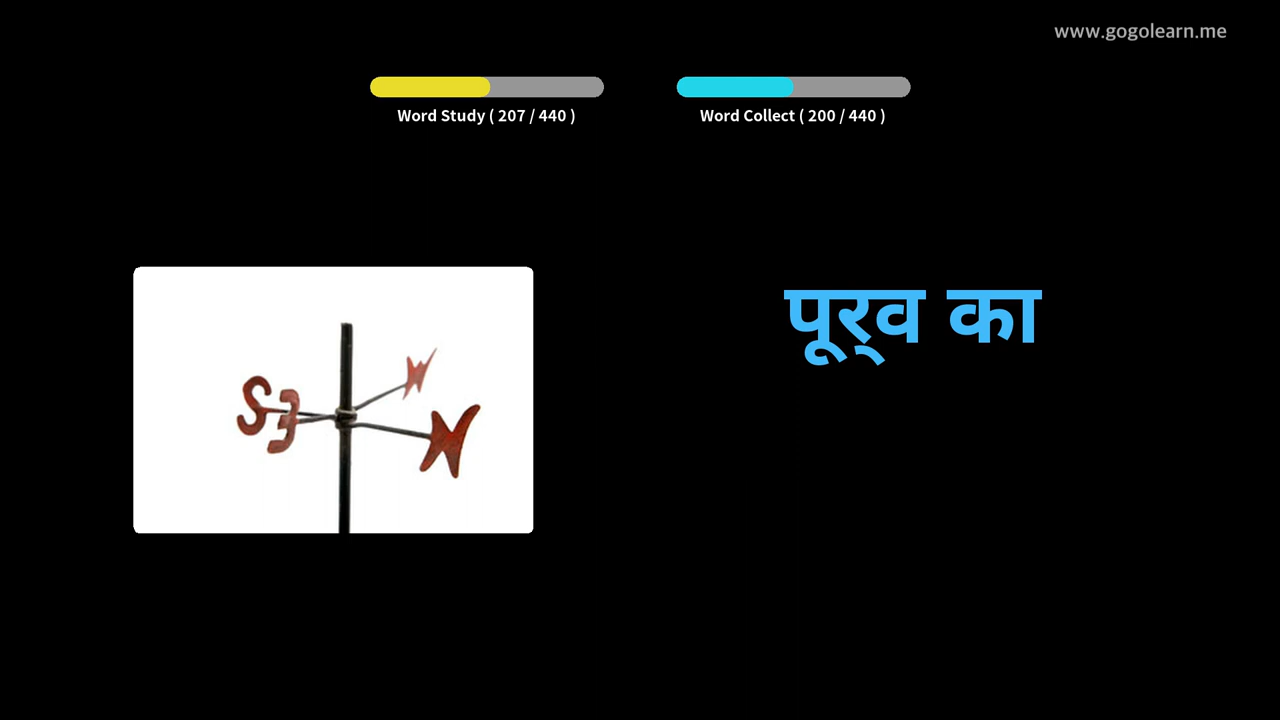 www.gogolearn.me
Word Study ( 207 / 440 )
Word Collect ( 200 / 440 )
पूर्व का
S E N W